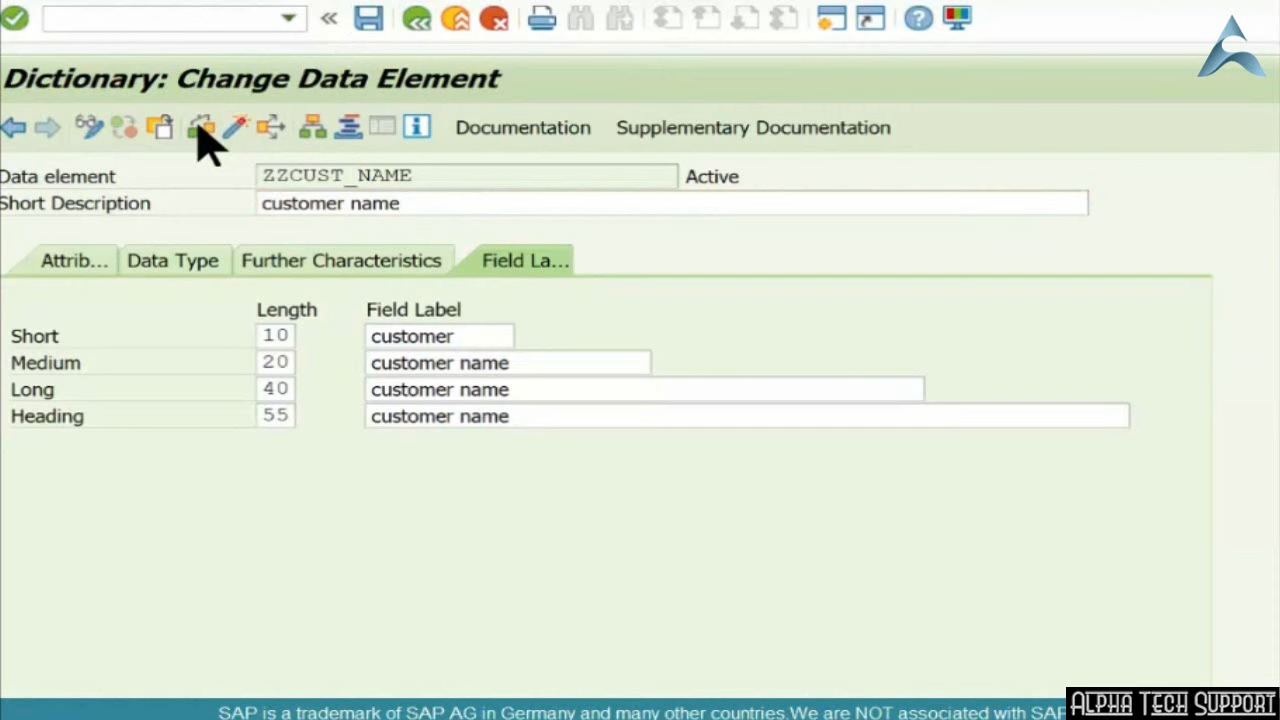 Dictionary: Change Data Element
Documentation Supplementary Documentation
Data element ZZCUST_NAME Active
Short Description customer name
Attrib... Data Type Further Characteristics Field La...
Length Field Label
Short 10 customer
Medium 20 customer name
Long 40 customer name
Heading 55 customer name
SAP is a trademark of SAP AG in Germany and many other countries.We are NOT associated with SAP
Alpha Tech Support